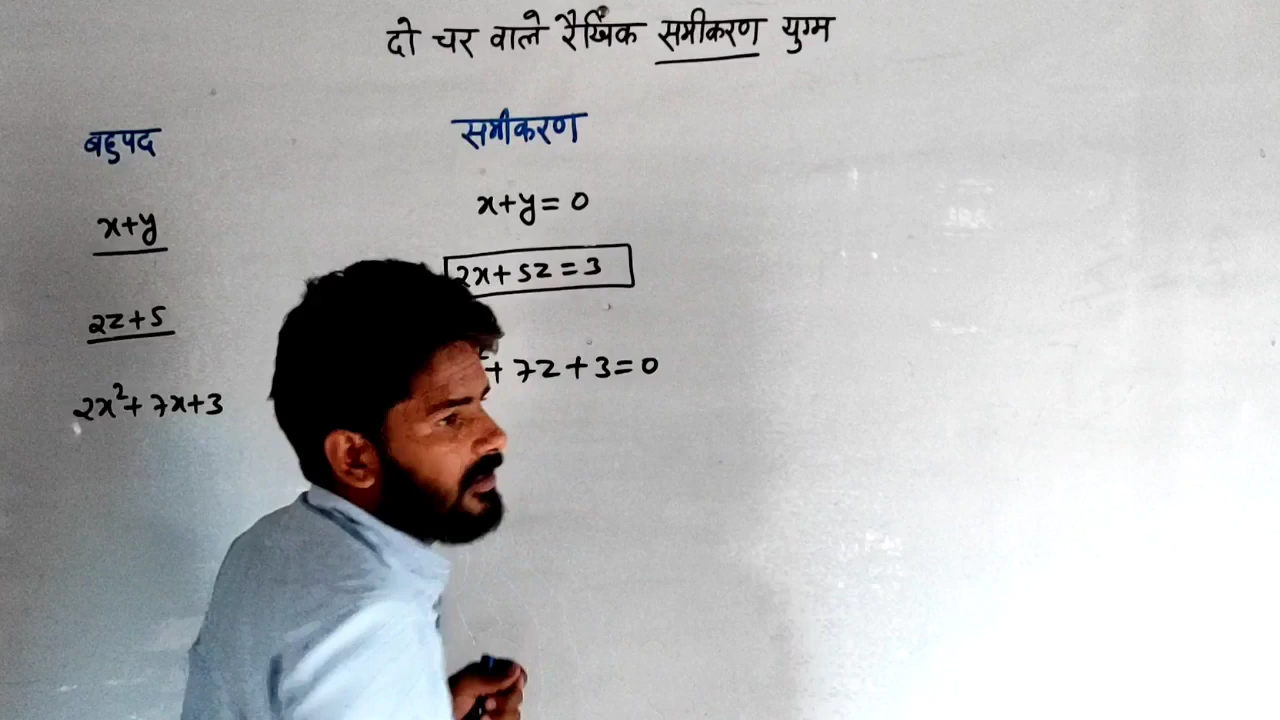 दो चर वाले रैखिक समीकरण युग्म
बहुपद
समीकरण
x+y
x+y=0
2x+5z=3
2z+5
2x²+7x+3
²+7z+3=0